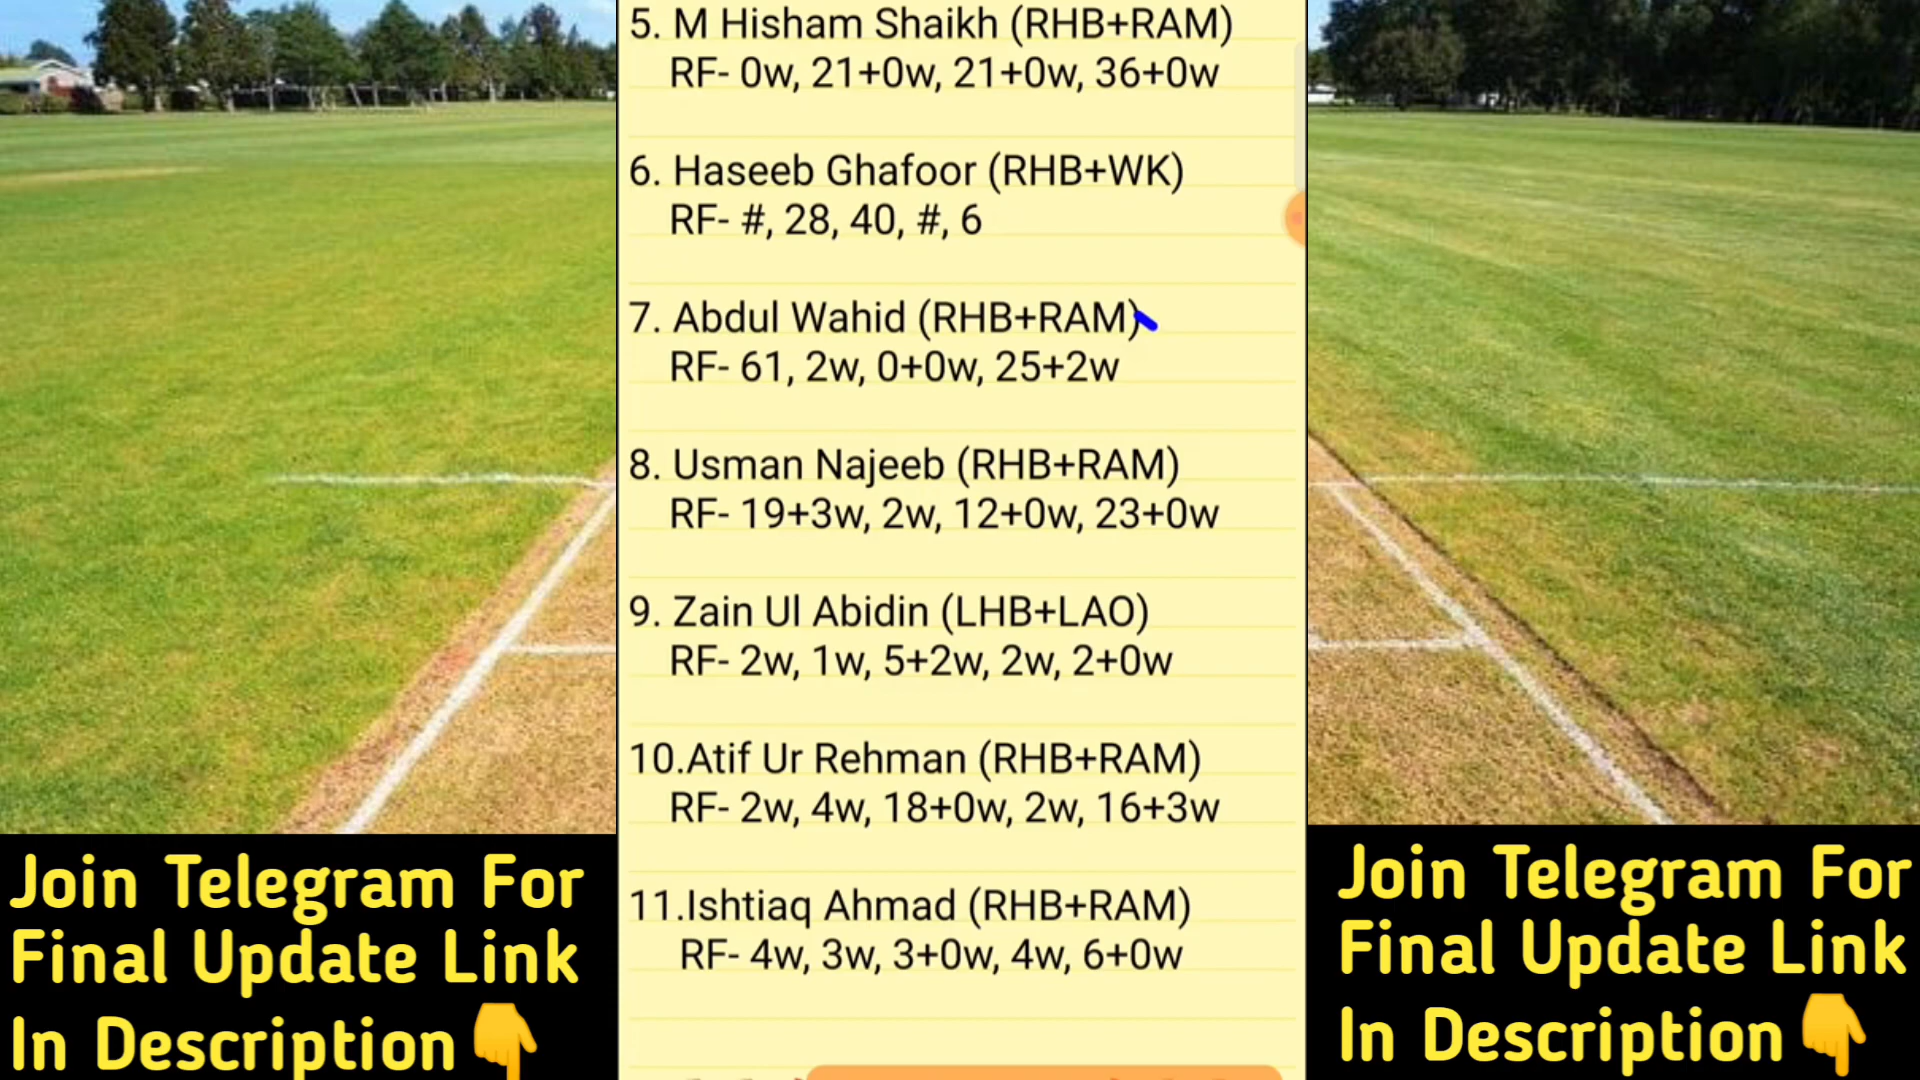 5. M Hisham Shaikh (RHB+RAM)
RF- 0w, 21+0w, 21+0w, 36+0w
6. Haseeb Ghafoor (RHB+WK)
RF- #, 28, 40, #, 6
7. Abdul Wahid (RHB+RAM)
RF- 61, 2w, 0+0w, 25+2w
8. Usman Najeeb (RHB+RAM)
RF- 19+3w, 2w, 12+0w, 23+0w
9. Zain Ul Abidin (LHB+LAO)
RF- 2w, 1w, 5+2w, 2w, 2+0w
10.Atif Ur Rehman (RHB+RAM)
RF- 2w, 4w, 18+0w, 2w, 16+3w
11.Ishtiaq Ahmad (RHB+RAM)
RF- 4w, 3w, 3+0w, 4w, 6+0w
Join Telegram For
Final Update Link
In Description👇
Join Telegram For
Final Update Link
In Description👇